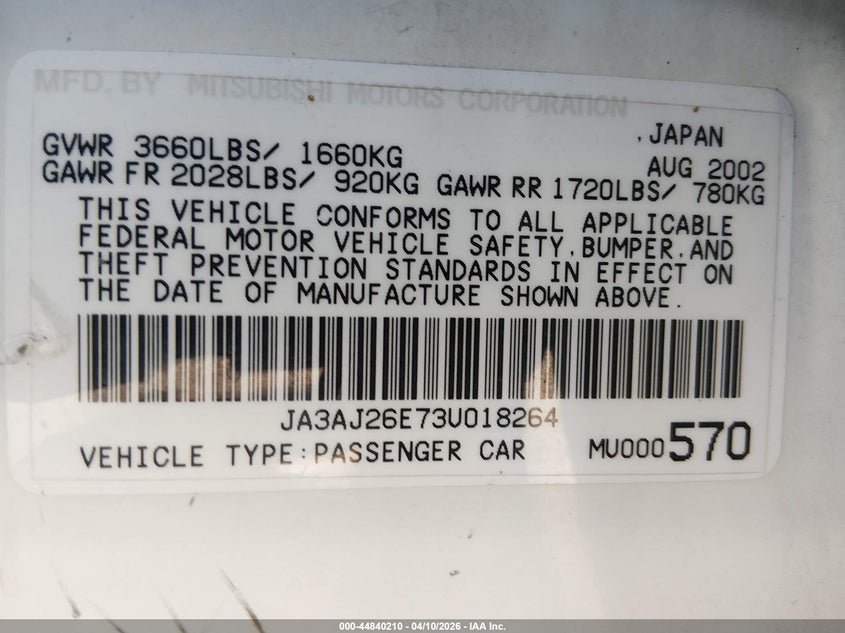 MFD. BY MITSUBISHI MOTORS CORPORATION
, JAPAN
GVWR 3660LBS/ 1660KG
AUG 2002
GAWR FR 2028LBS/ 920KG GAWR RR 1720LBS/ 780KG
THIS VEHICLE CONFORMS TO ALL APPLICABLE
FEDERAL MOTOR VEHICLE SAFETY, BUMPER, AND
THEFT PREVENTION STANDARDS IN EFFECT ON
THE DATE OF MANUFACTURE SHOWN ABOVE.
JA3AJ26E73U018264
VEHICLE TYPE:PASSENGER CAR
MU000570
000-44840210 - 04/10/2026 - IAA Inc.